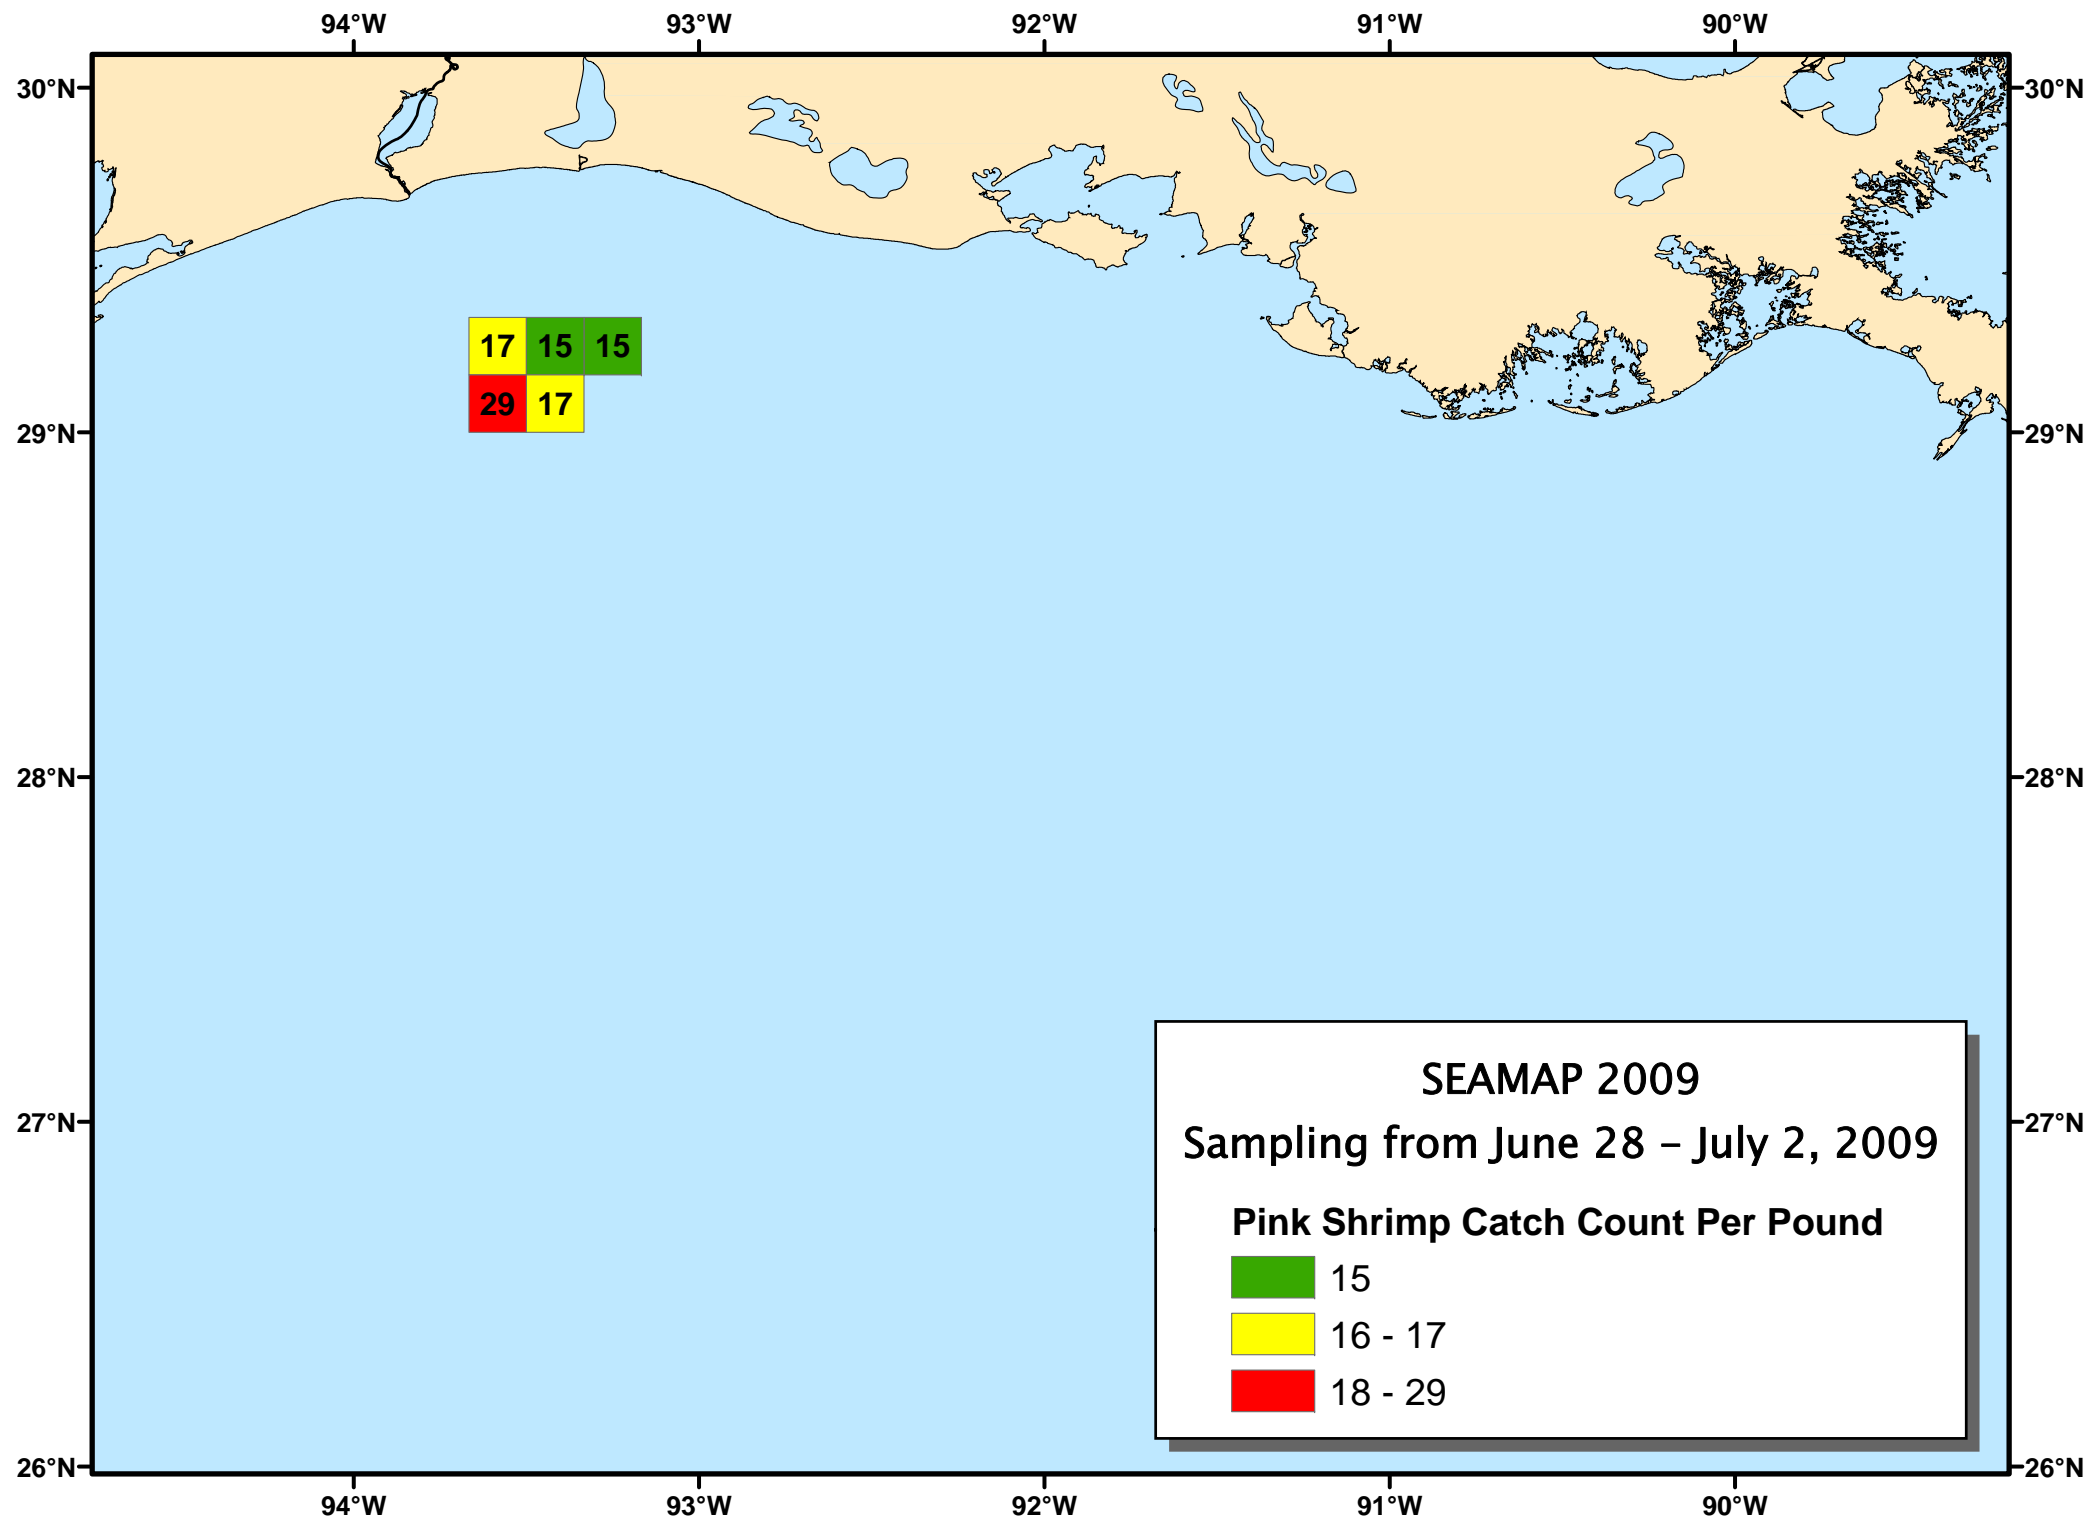 94°W 93°W 92°W 91°W 90°W
30°N 30°N
17 15 15
29 17
29°N 29°N
28°N 28°N
27°N 27°N
26°N 26°N
SEAMAP 2009
Sampling from June 28 – July 2, 2009
Pink Shrimp Catch Count Per Pound
15
16 - 17
18 - 29
94°W 93°W 92°W 91°W 90°W